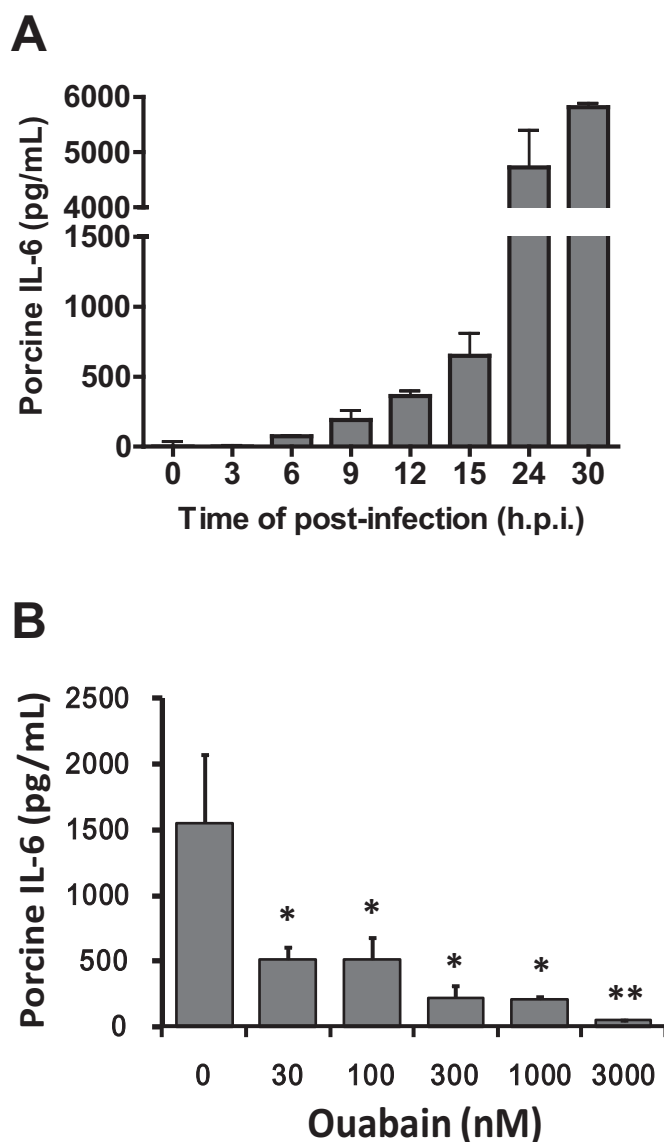 A
Porcine IL-6 (pg/mL)
6000
5000
4000
1500
1000
500
0
0 3 6 9 12 15 24 30
Time of post-infection (h.p.i.)
B
Porcine IL-6 (pg/mL)
2500
2000
1500
1000
500
0
* * * * **
0 30 100 300 1000 3000
Ouabain (nM)